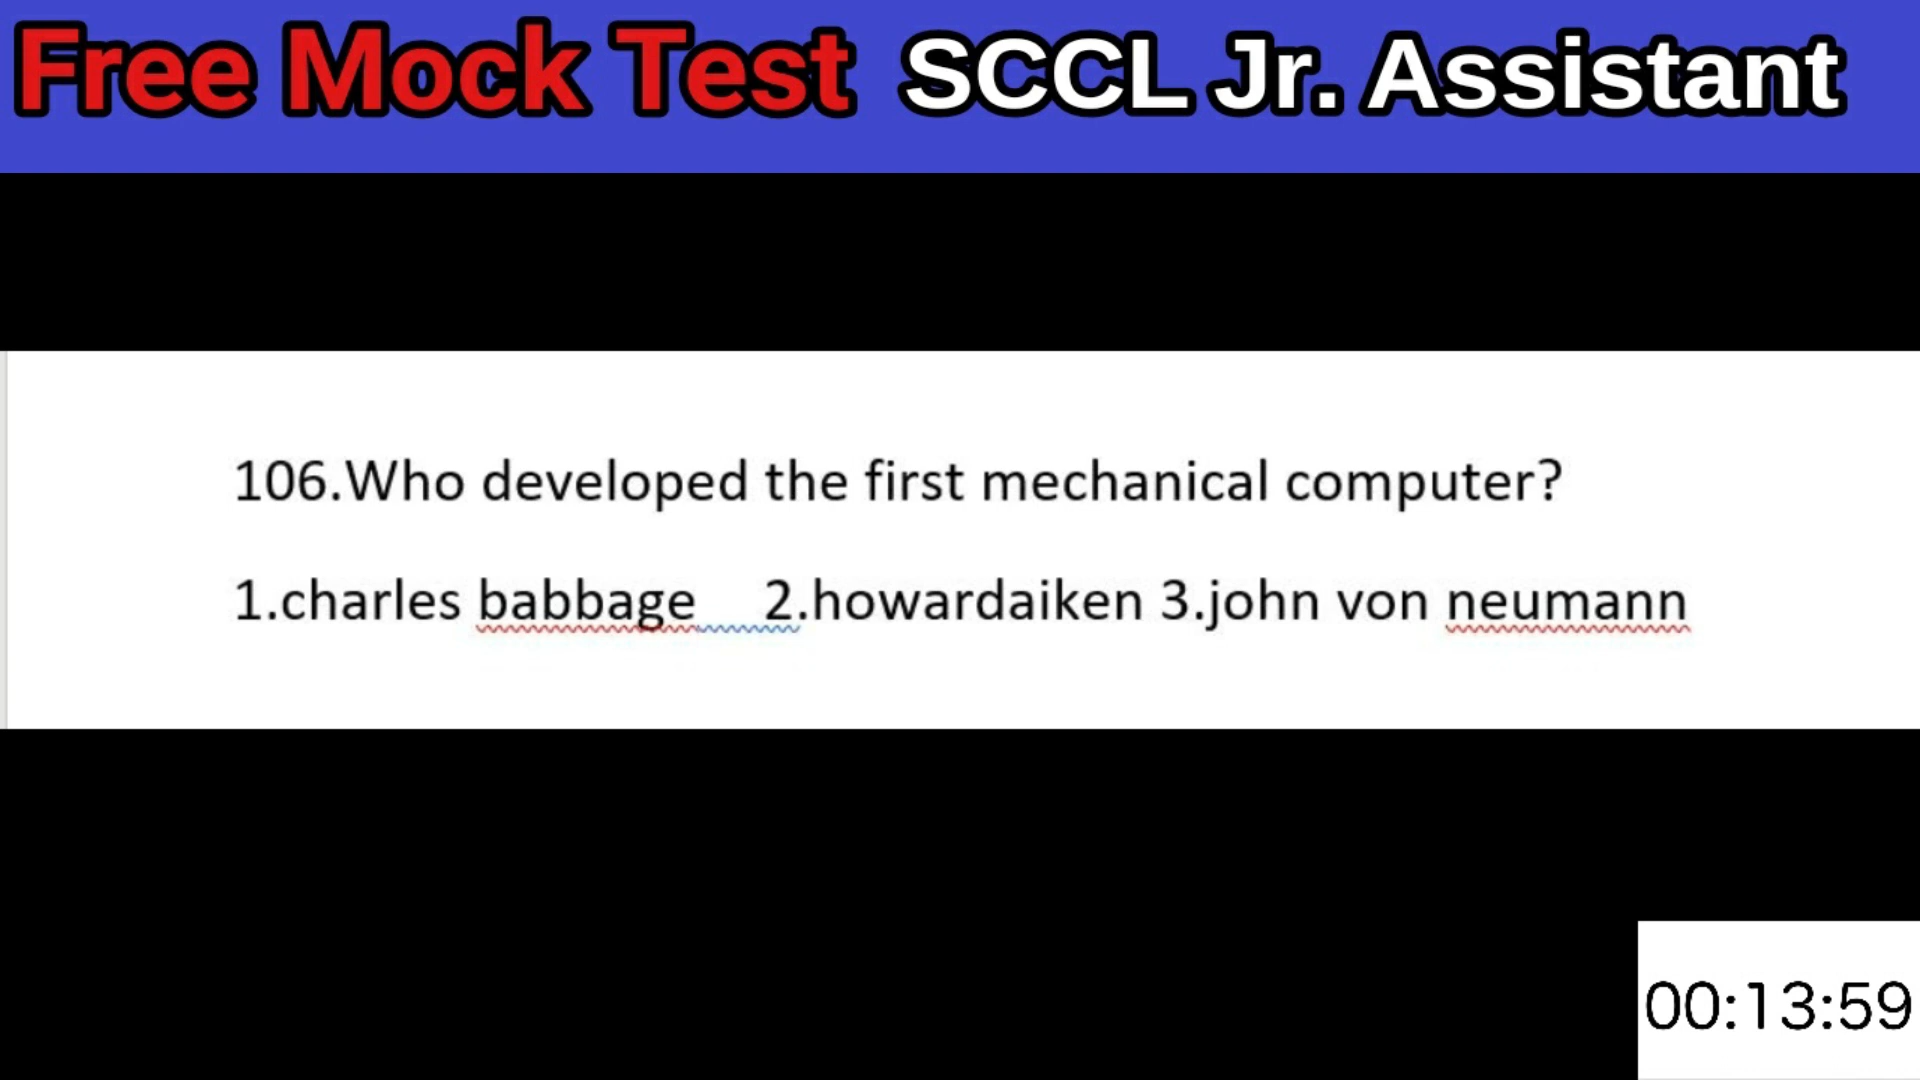 Free Mock Test SCCL Jr. Assistant
106.Who developed the first mechanical computer?
1.charles babbage 2.howardaiken 3.john von neumann
00:13:59